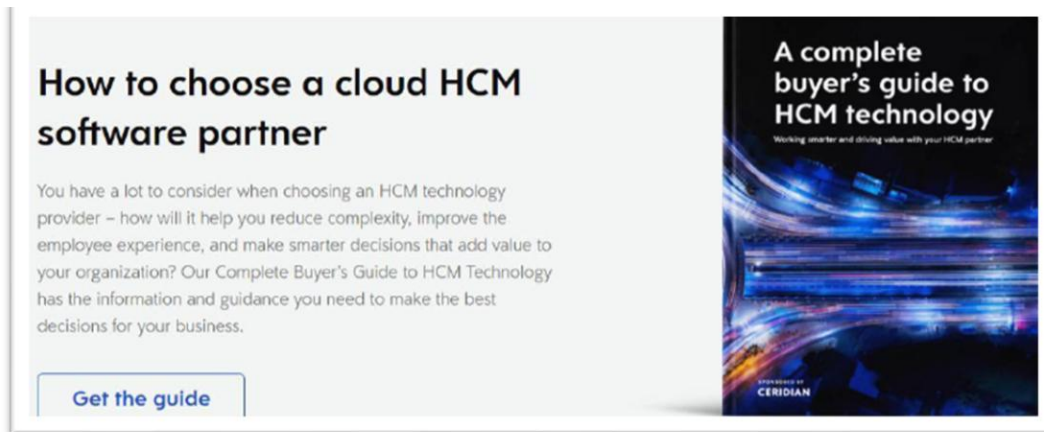 How to choose a cloud HCM
software partner
You have a lot to consider when choosing an HCM technology
provider – how will it help you reduce complexity, improve the
employee experience, and make smarter decisions that add value to
your organization? Our Complete Buyer's Guide to HCM Technology
has the information and guidance you need to make the best
decisions for your business.
Get the guide
A complete
buyer's guide to
HCM technology
Working smarter and driving value with your HCM partner
SPONSORED BY
CERIDIAN